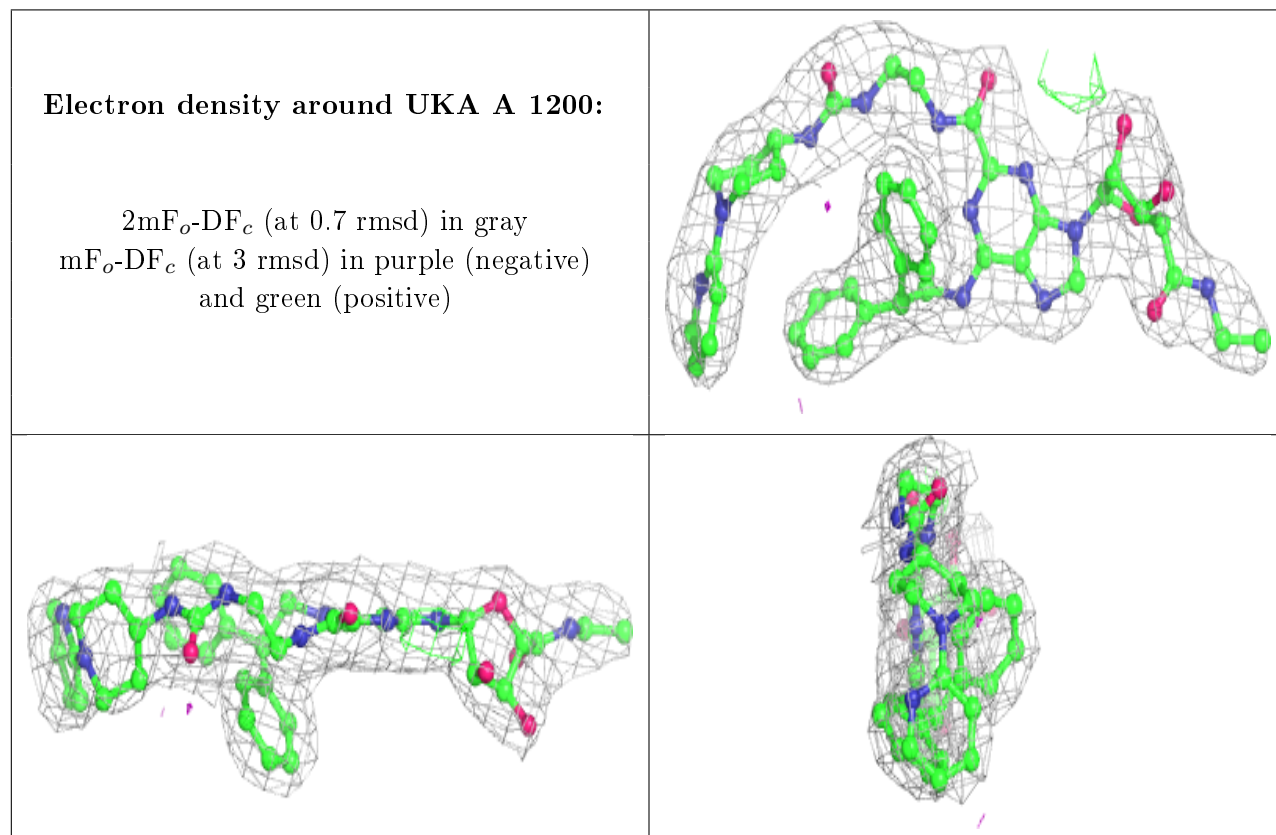 Electron density around UKA A 1200:
2mFo-DFc (at 0.7 rmsd) in gray
mFo-DFc (at 3 rmsd) in purple (negative)
and green (positive)